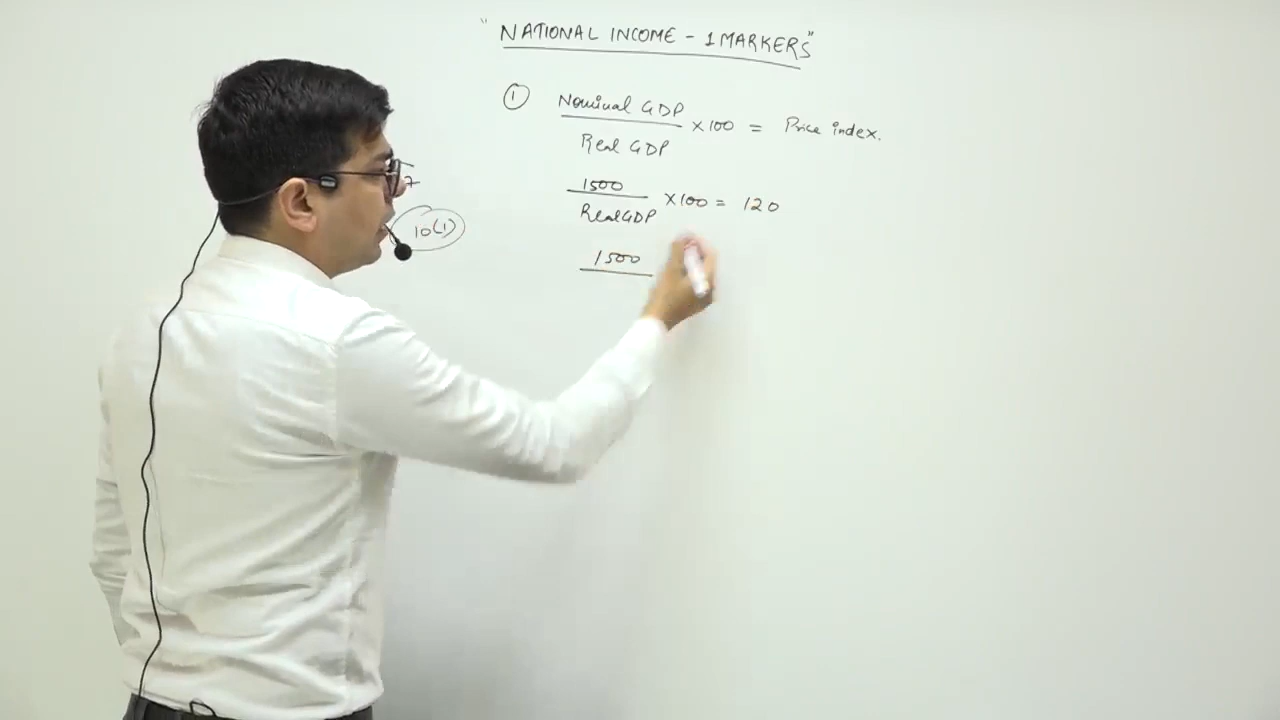 "NATIONAL INCOME - 1 MARKERS"
① Nominal GDP / Real GDP ×100 = Price index.
1500 / Real GDP ×100 = 120
1500
7
10(1)